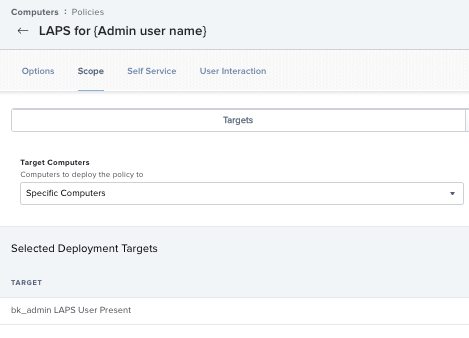 Computers : Policies
← LAPS for {Admin user name}
Options Scope Self Service User Interaction
Targets
Target Computers
Computers to deploy the policy to
Specific Computers
Selected Deployment Targets
TARGET
bk_admin LAPS User Present